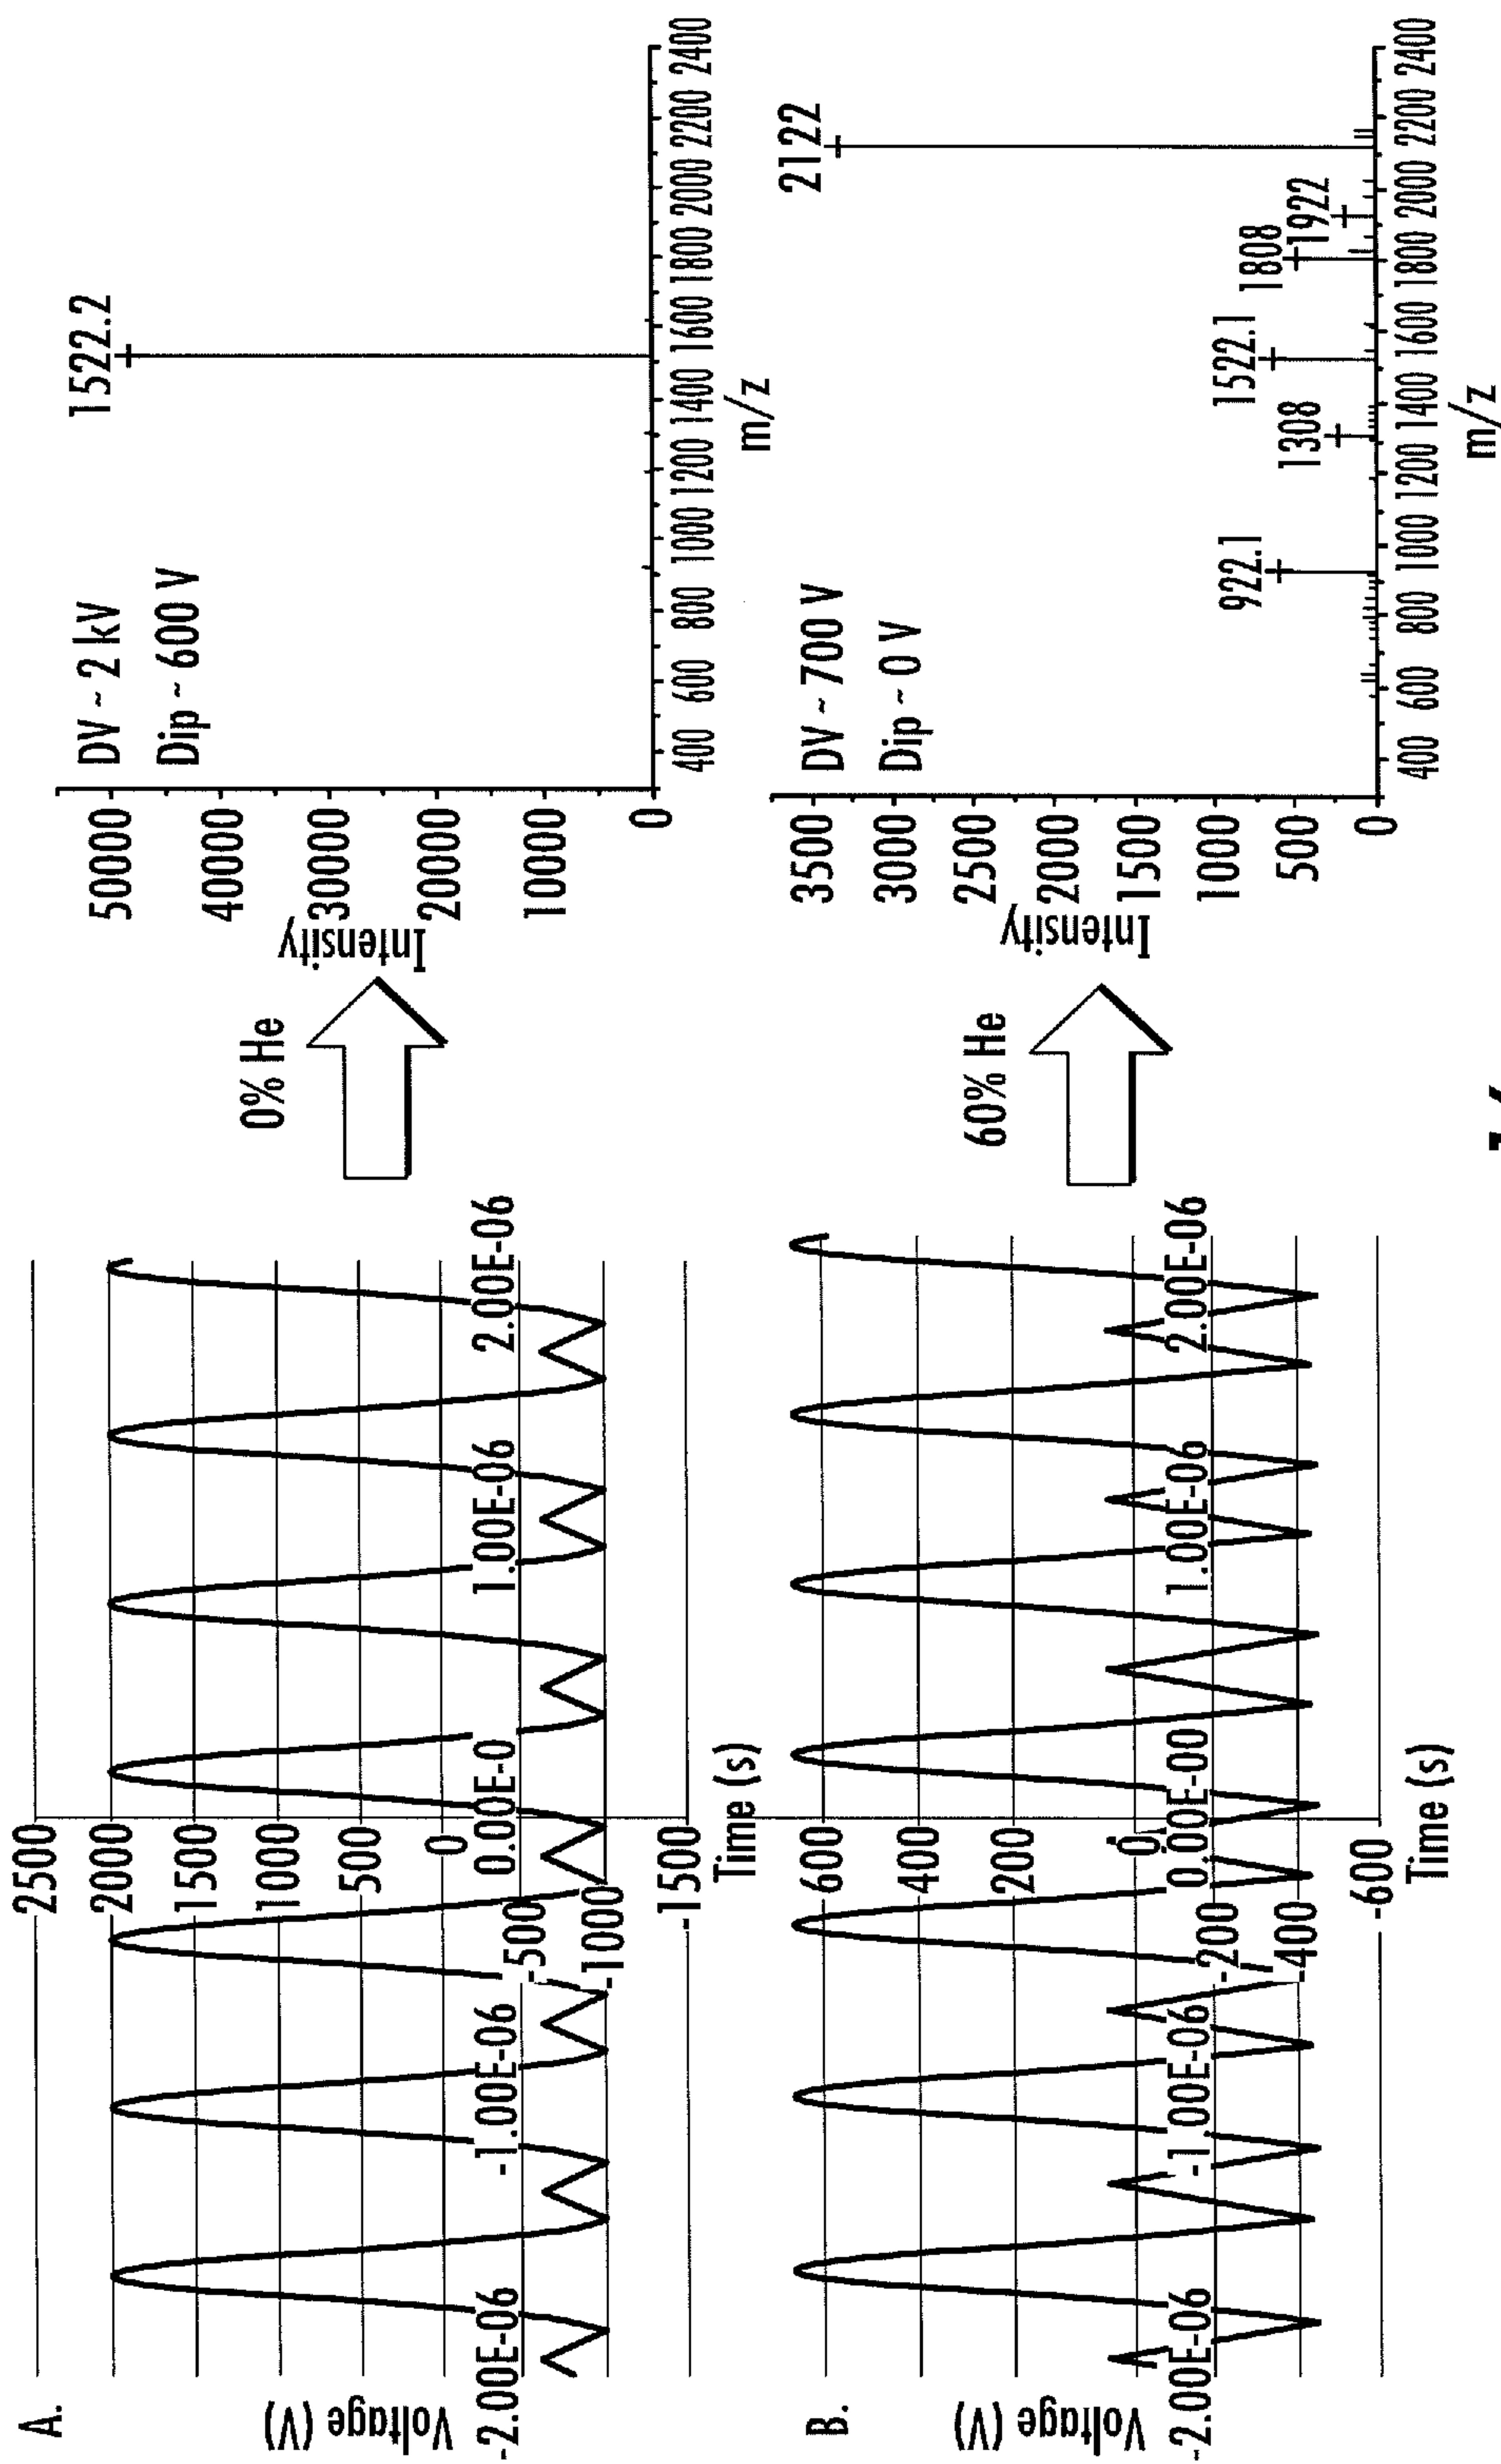 A.
Voltage (V)
2500
2000
1500
1000
500
0
-500
-1000
-1500
-2.00E-06
-1.00E-06
0.00E-0
1.00E-06
2.00E-06
Time (s)
0% He
Intensity
50000
40000
30000
20000
10000
0
DV ~ 2 kV
Dip ~ 600 V
1522.2
400 600 800 1000 1200 1400 1600 1800 2000 2200 2400
m/z
B.
Voltage (V)
600
400
200
0
-200
-400
-600
-2.00E-06
-1.00E-06
0.00E-00
1.00E-06
2.00E-06
Time (s)
60% He
Intensity
3500
3000
2500
2000
1500
1000
500
0
DV ~ 700 V
Dip ~ 0 V
922.1
1308
1522.1
1808
1922
2122
400 600 800 1000 1200 1400 1600 1800 2000 2200 2400
m/z